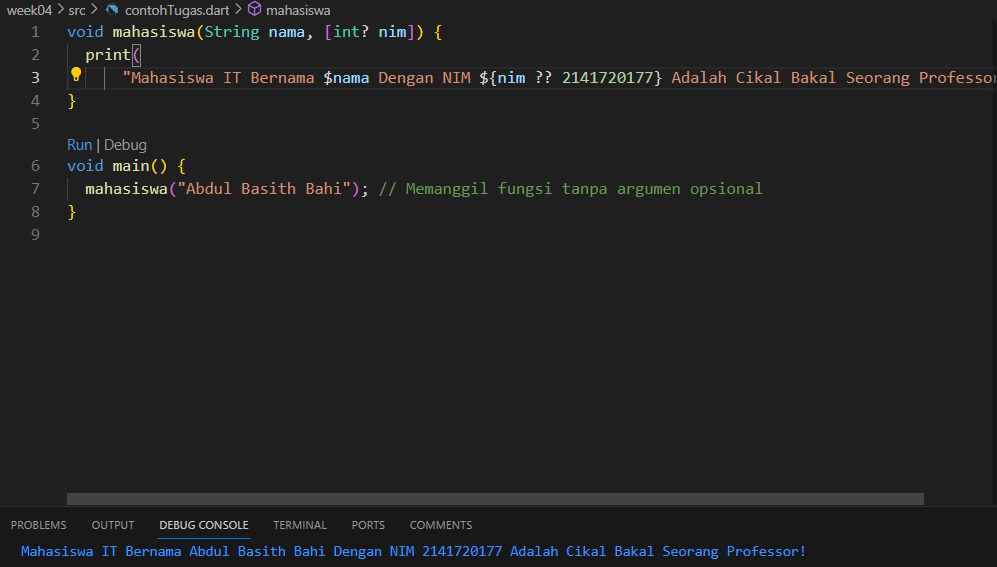 week04 > src > contohTugas.dart > mahasiswa
1 void mahasiswa(String nama, [int? nim]) {
2 print(
3 "Mahasiswa IT Bernama $nama Dengan NIM ${nim ?? 2141720177} Adalah Cikal Bakal Seorang Professor
4 }
5
Run | Debug
6 void main() {
7 mahasiswa("Abdul Basith Bahi"); // Memanggil fungsi tanpa argumen opsional
8 }
9
PROBLEMS OUTPUT DEBUG CONSOLE TERMINAL PORTS COMMENTS
Mahasiswa IT Bernama Abdul Basith Bahi Dengan NIM 2141720177 Adalah Cikal Bakal Seorang Professor!